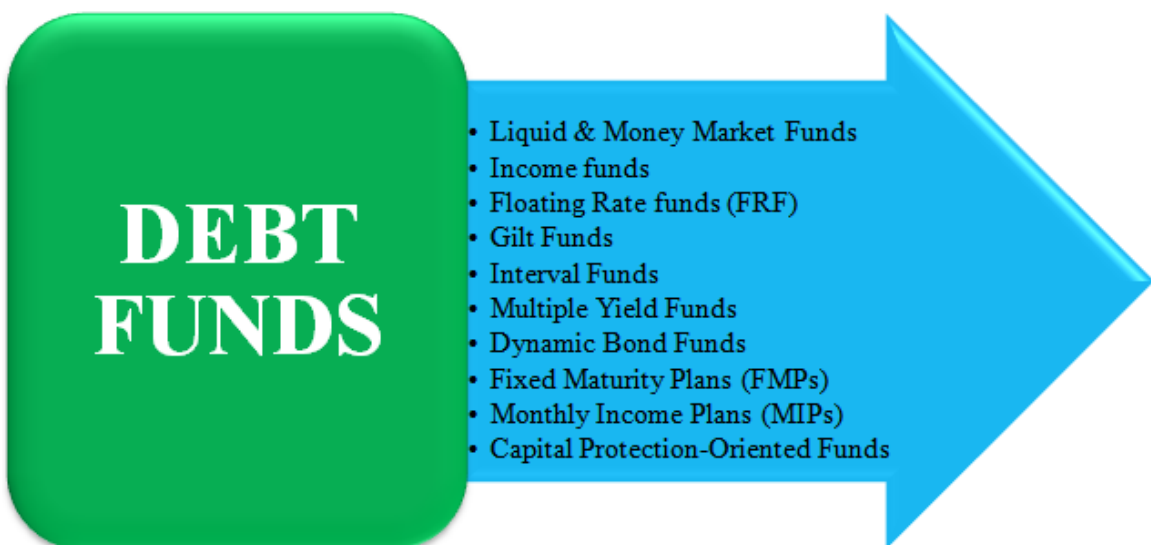 DEBT
FUNDS
• Liquid & Money Market Funds
• Income funds
• Floating Rate funds (FRF)
• Gilt Funds
• Interval Funds
• Multiple Yield Funds
• Dynamic Bond Funds
• Fixed Maturity Plans (FMPs)
• Monthly Income Plans (MIPs)
• Capital Protection-Oriented Funds